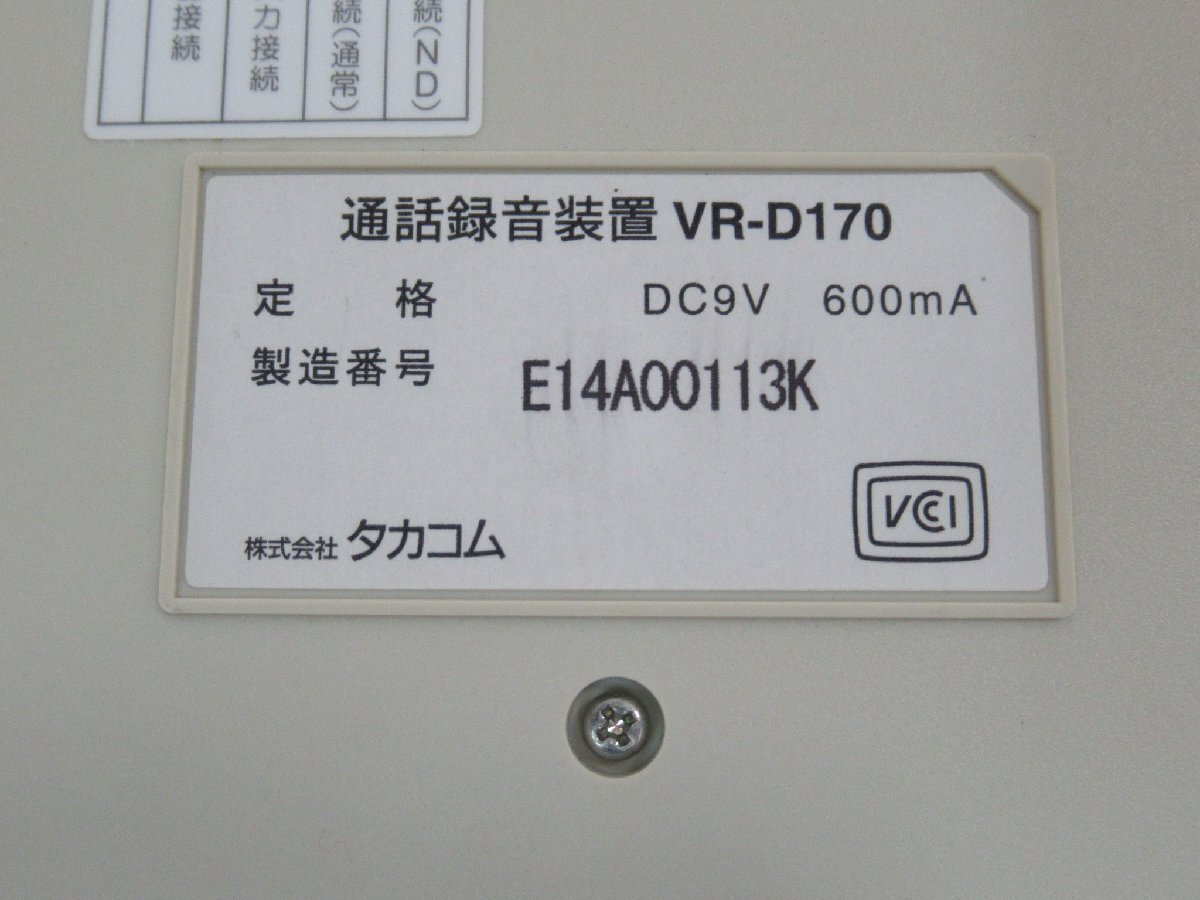 接続
力接続
続(通常)
続(ND)
通話録音装置 VR-D170
定 格 DC9V 600mA
製造番号 E14A00113K
株式会社 タカコム
VCCI